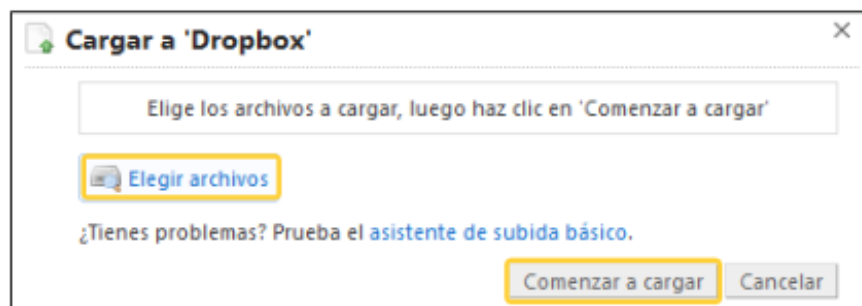 Cargar a 'Dropbox'
Elige los archivos a cargar, luego haz clic en 'Comenzar a cargar'
Elegir archivos
¿Tienes problemas? Prueba el asistente de subida básico.
Comenzar a cargar Cancelar